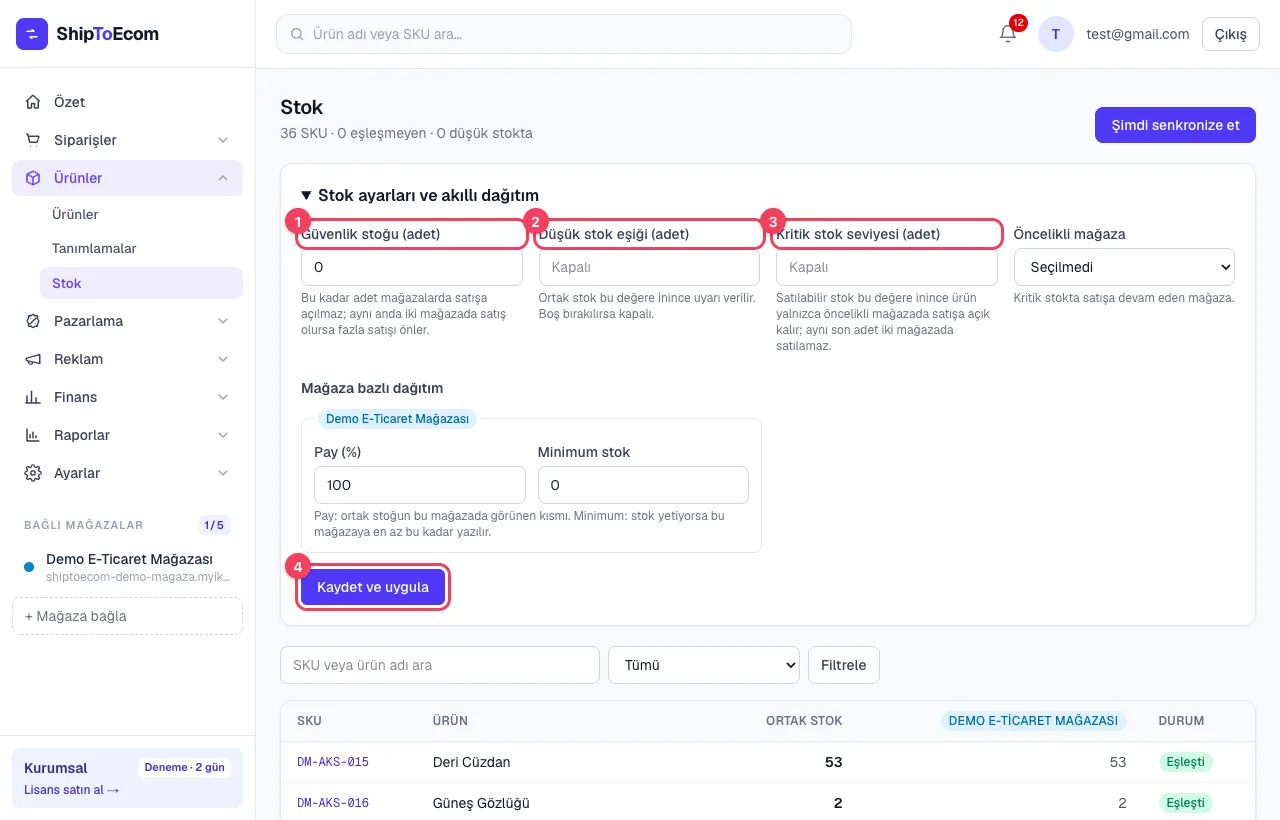 ShipToEcom
Ürün adı veya SKU ara...
12
T
test@gmail.com
Çıkış
Özet
Siparişler
Ürünler
Ürünler
Tanımlamalar
Stok
Pazarlama
Reklam
Finans
Raporlar
Ayarlar
BAĞLI MAĞAZALAR
1/5
Demo E-Ticaret Mağazası
shiptoecom-demo-magaza.myik...
+ Mağaza bağla
Kurumsal
Deneme · 2 gün
Lisans satın al →
Stok
36 SKU · 0 eşleşmeyen · 0 düşük stokta
Şimdi senkronize et
▼ Stok ayarları ve akıllı dağıtım
1
Güvenlik stoğu (adet)
0
Bu kadar adet mağazalarda satışa
açılmaz; aynı anda iki mağazada satış
olursa fazla satışı önler.
2
Düşük stok eşiği (adet)
Kapalı
Ortak stok bu değere inince uyarı verilir.
Boş bırakılırsa kapalı.
3
Kritik stok seviyesi (adet)
Kapalı
Satılabilir stok bu değere inince ürün
yalnızca öncelikli mağazada satışa açık
kalır; aynı son adet iki mağazada
satılamaz.
Öncelikli mağaza
Seçilmedi
Kritik stokta satışa devam eden mağaza.
Mağaza bazlı dağıtım
Demo E-Ticaret Mağazası
Pay (%)
100
Minimum stok
0
Pay: ortak stoğun bu mağazada görünen kısmı. Minimum: stok yetiyorsa bu
mağazaya en az bu kadar yazılır.
4
Kaydet ve uygula
SKU veya ürün adı ara
Tümü
Filtrele
SKU ÜRÜN ORTAK STOK DEMO E-TİCARET MAĞAZASI DURUM
DM-AKS-015 Deri Cüzdan 53 53 Eşleşti
DM-AKS-016 Güneş Gözlüğü 2 2 Eşleşti